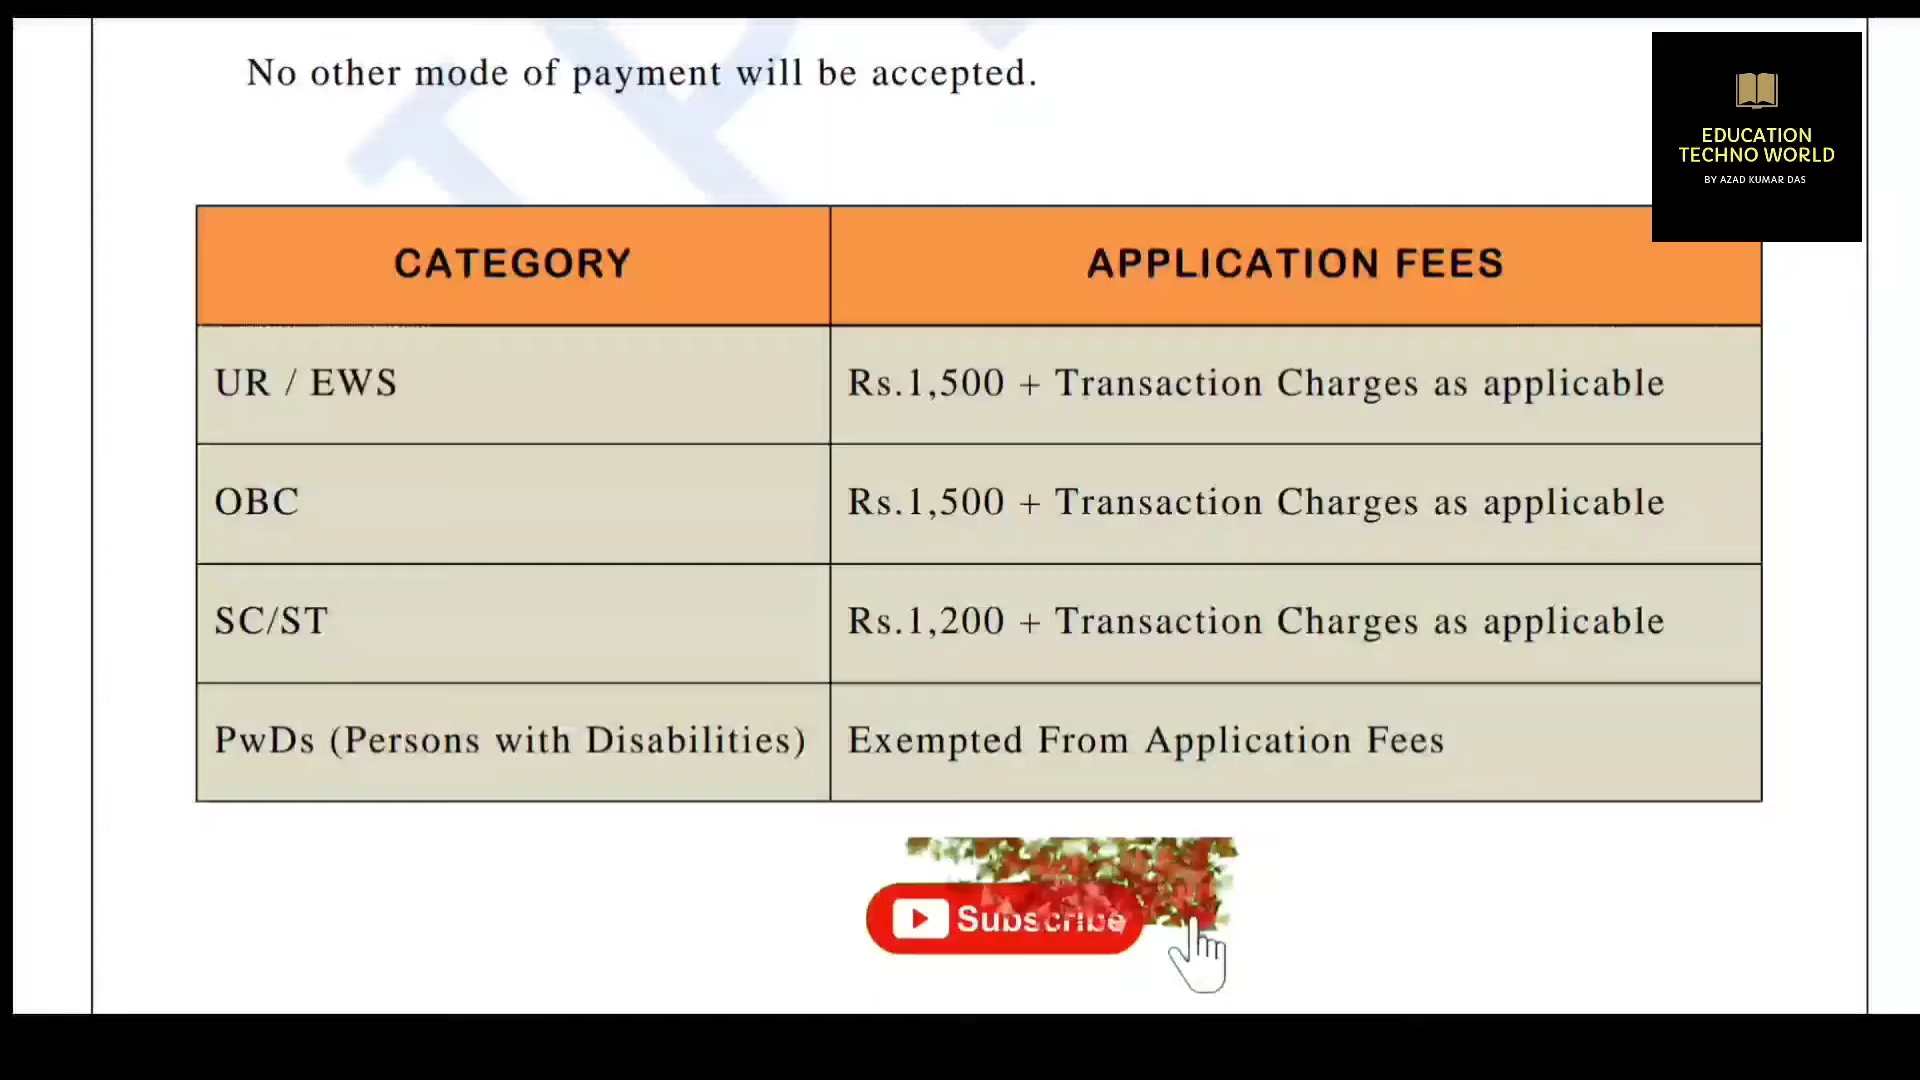 No other mode of payment will be accepted.
EDUCATION
TECHNO WORLD
BY AZAD KUMAR DAS
CATEGORY APPLICATION FEES
UR / EWS Rs.1,500 + Transaction Charges as applicable
OBC Rs.1,500 + Transaction Charges as applicable
SC/ST Rs.1,200 + Transaction Charges as applicable
PwDs (Persons with Disabilities) Exempted From Application Fees
Subscribe